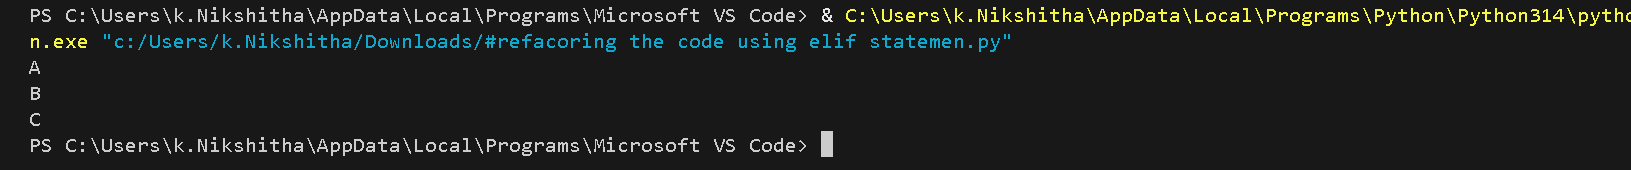 PS C:\Users\k.Nikshitha\AppData\Local\Programs\Microsoft VS Code> & C:\Users\k.Nikshitha\AppData\Local\Programs\Python\Python314\pytho
n.exe "c:/Users/k.Nikshitha/Downloads/#refacoring the code using elif statemen.py"
A
B
C
PS C:\Users\k.Nikshitha\AppData\Local\Programs\Microsoft VS Code>